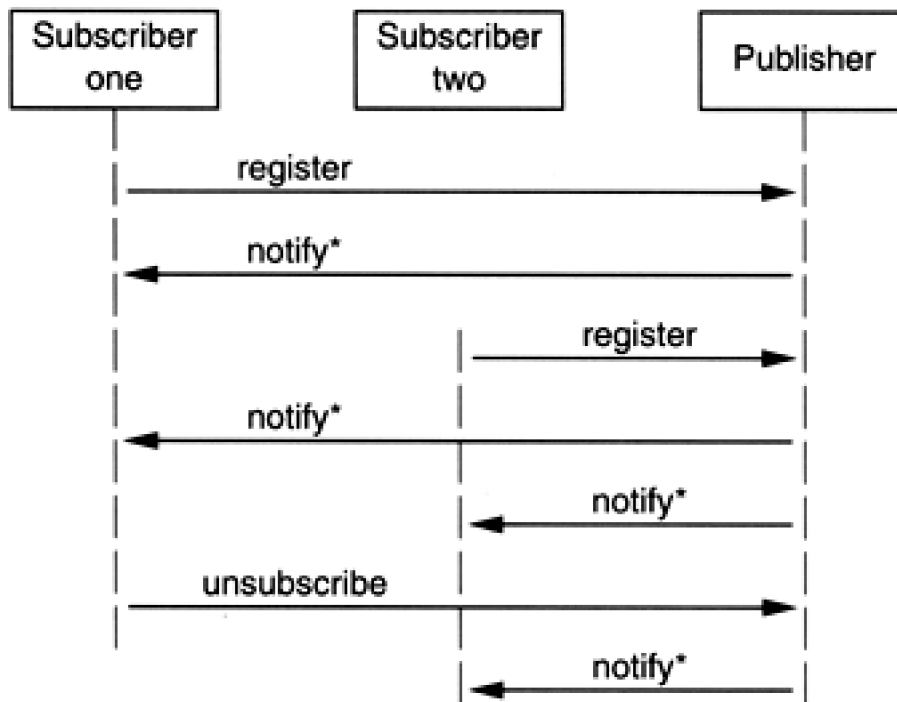 Subscriber
one
Subscriber
two
Publisher
register
notify*
register
notify*
notify*
unsubscribe
notify*